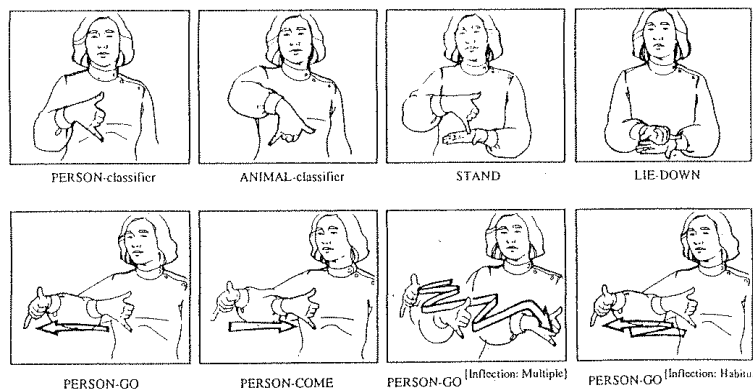 PERSON-classifier
ANIMAL-classifier
STAND
LIE-DOWN
PERSON-GO
PERSON-COME
PERSON-GO [Inflection: Multiple]
PERSON-GO [Inflection: Habitu